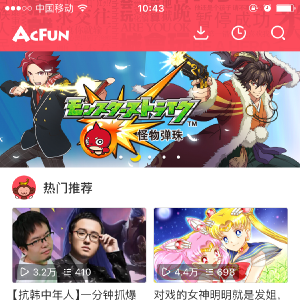 中国移动 10:43
AcFun
モンスターストライク TM
怪物弹珠
热门推荐
3.2万 410
4.4万 698
【抗韩中年人】一分钟抓爆
对戏的女神明明就是发姐.